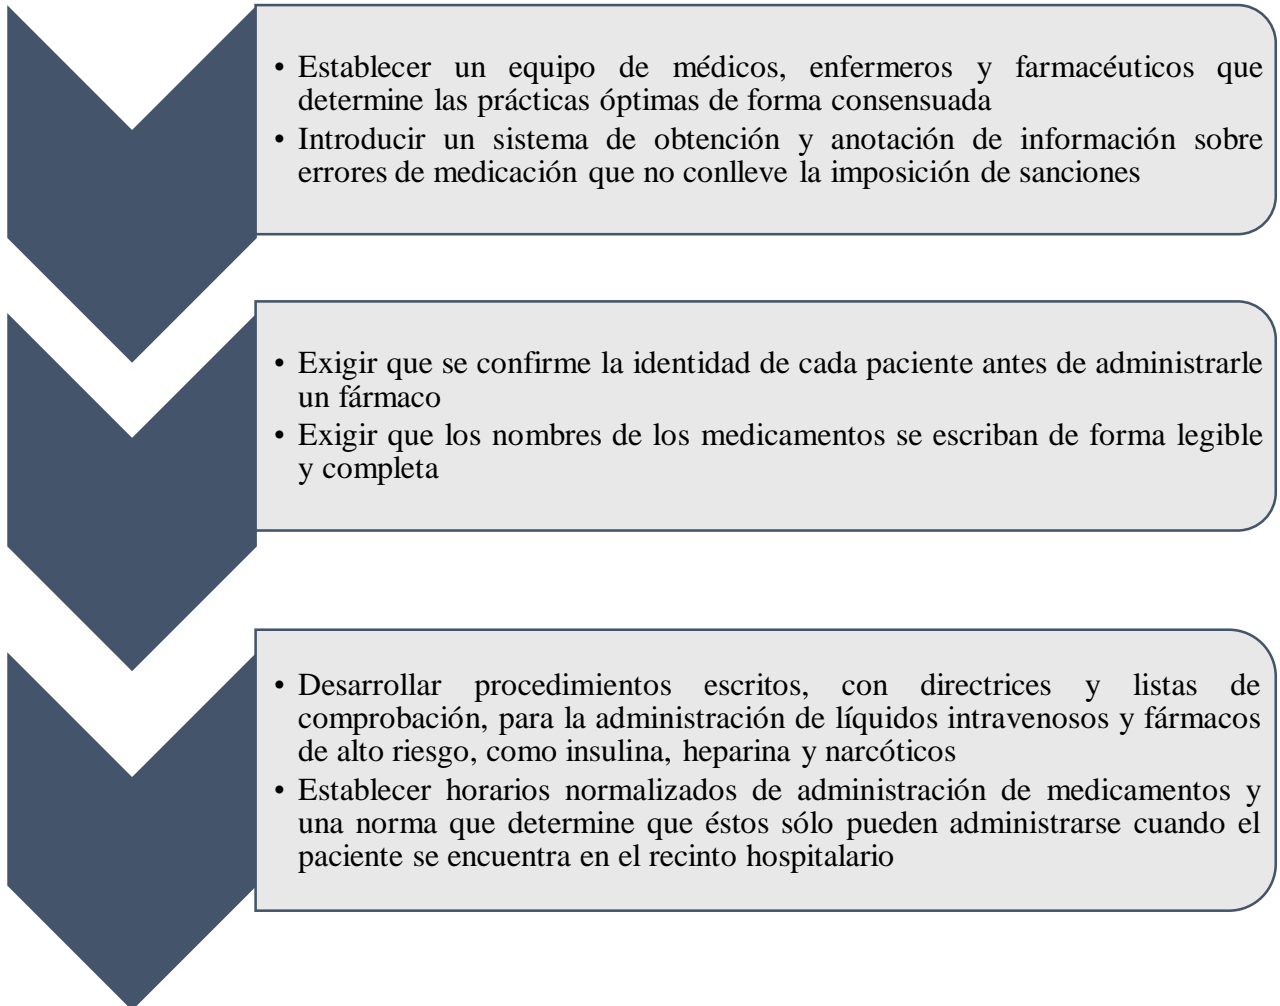 • Establecer un equipo de médicos, enfermeros y farmacéuticos que
determine las prácticas óptimas de forma consensuada
• Introducir un sistema de obtención y anotación de información sobre
errores de medicación que no conlleve la imposición de sanciones
• Exigir que se confirme la identidad de cada paciente antes de administrarle
un fármaco
• Exigir que los nombres de los medicamentos se escriban de forma legible
y completa
• Desarrollar procedimientos escritos, con directrices y listas de
comprobación, para la administración de líquidos intravenosos y fármacos
de alto riesgo, como insulina, heparina y narcóticos
• Establecer horarios normalizados de administración de medicamentos y
una norma que determine que éstos sólo pueden administrarse cuando el
paciente se encuentra en el recinto hospitalario